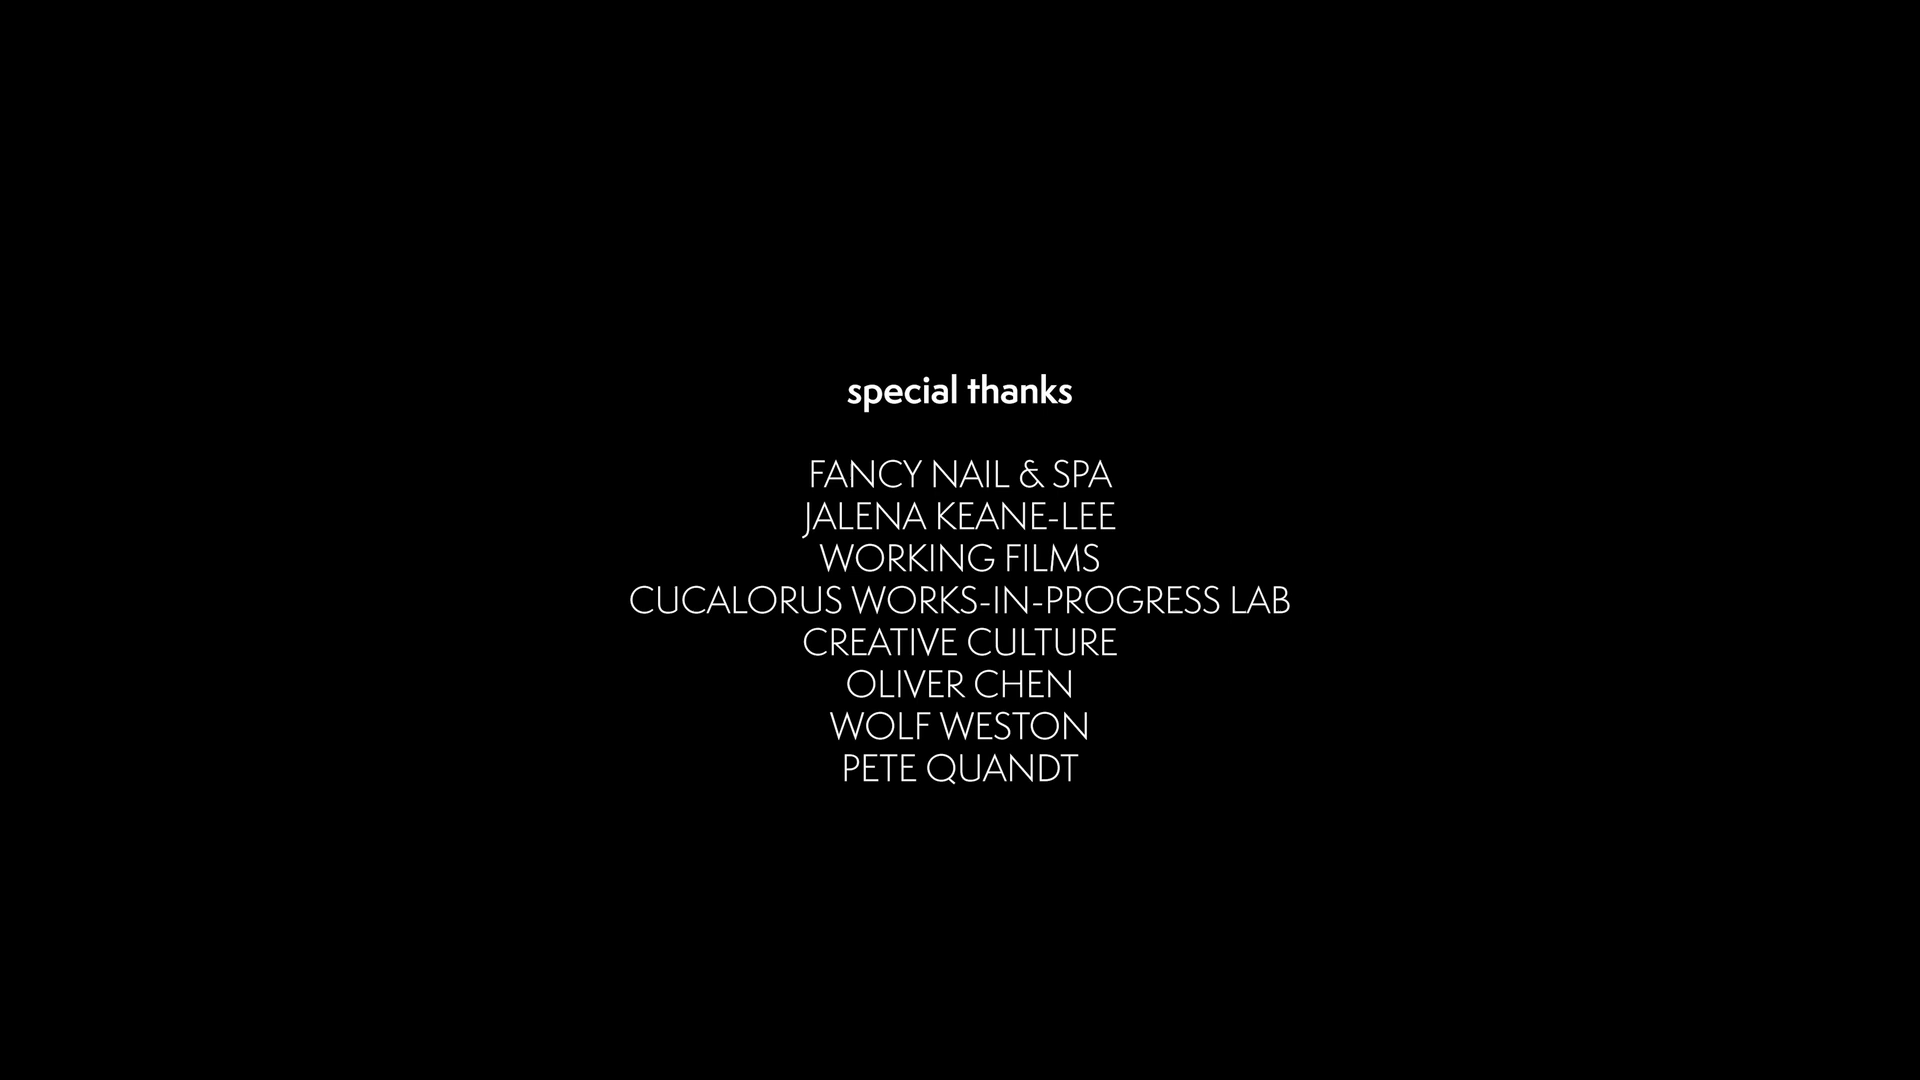 special thanks
FANCY NAIL & SPA
JALENA KEANE-LEE
WORKING FILMS
CUCALORUS WORKS-IN-PROGRESS LAB
CREATIVE CULTURE
OLIVER CHEN
WOLF WESTON
PETE QUANDT